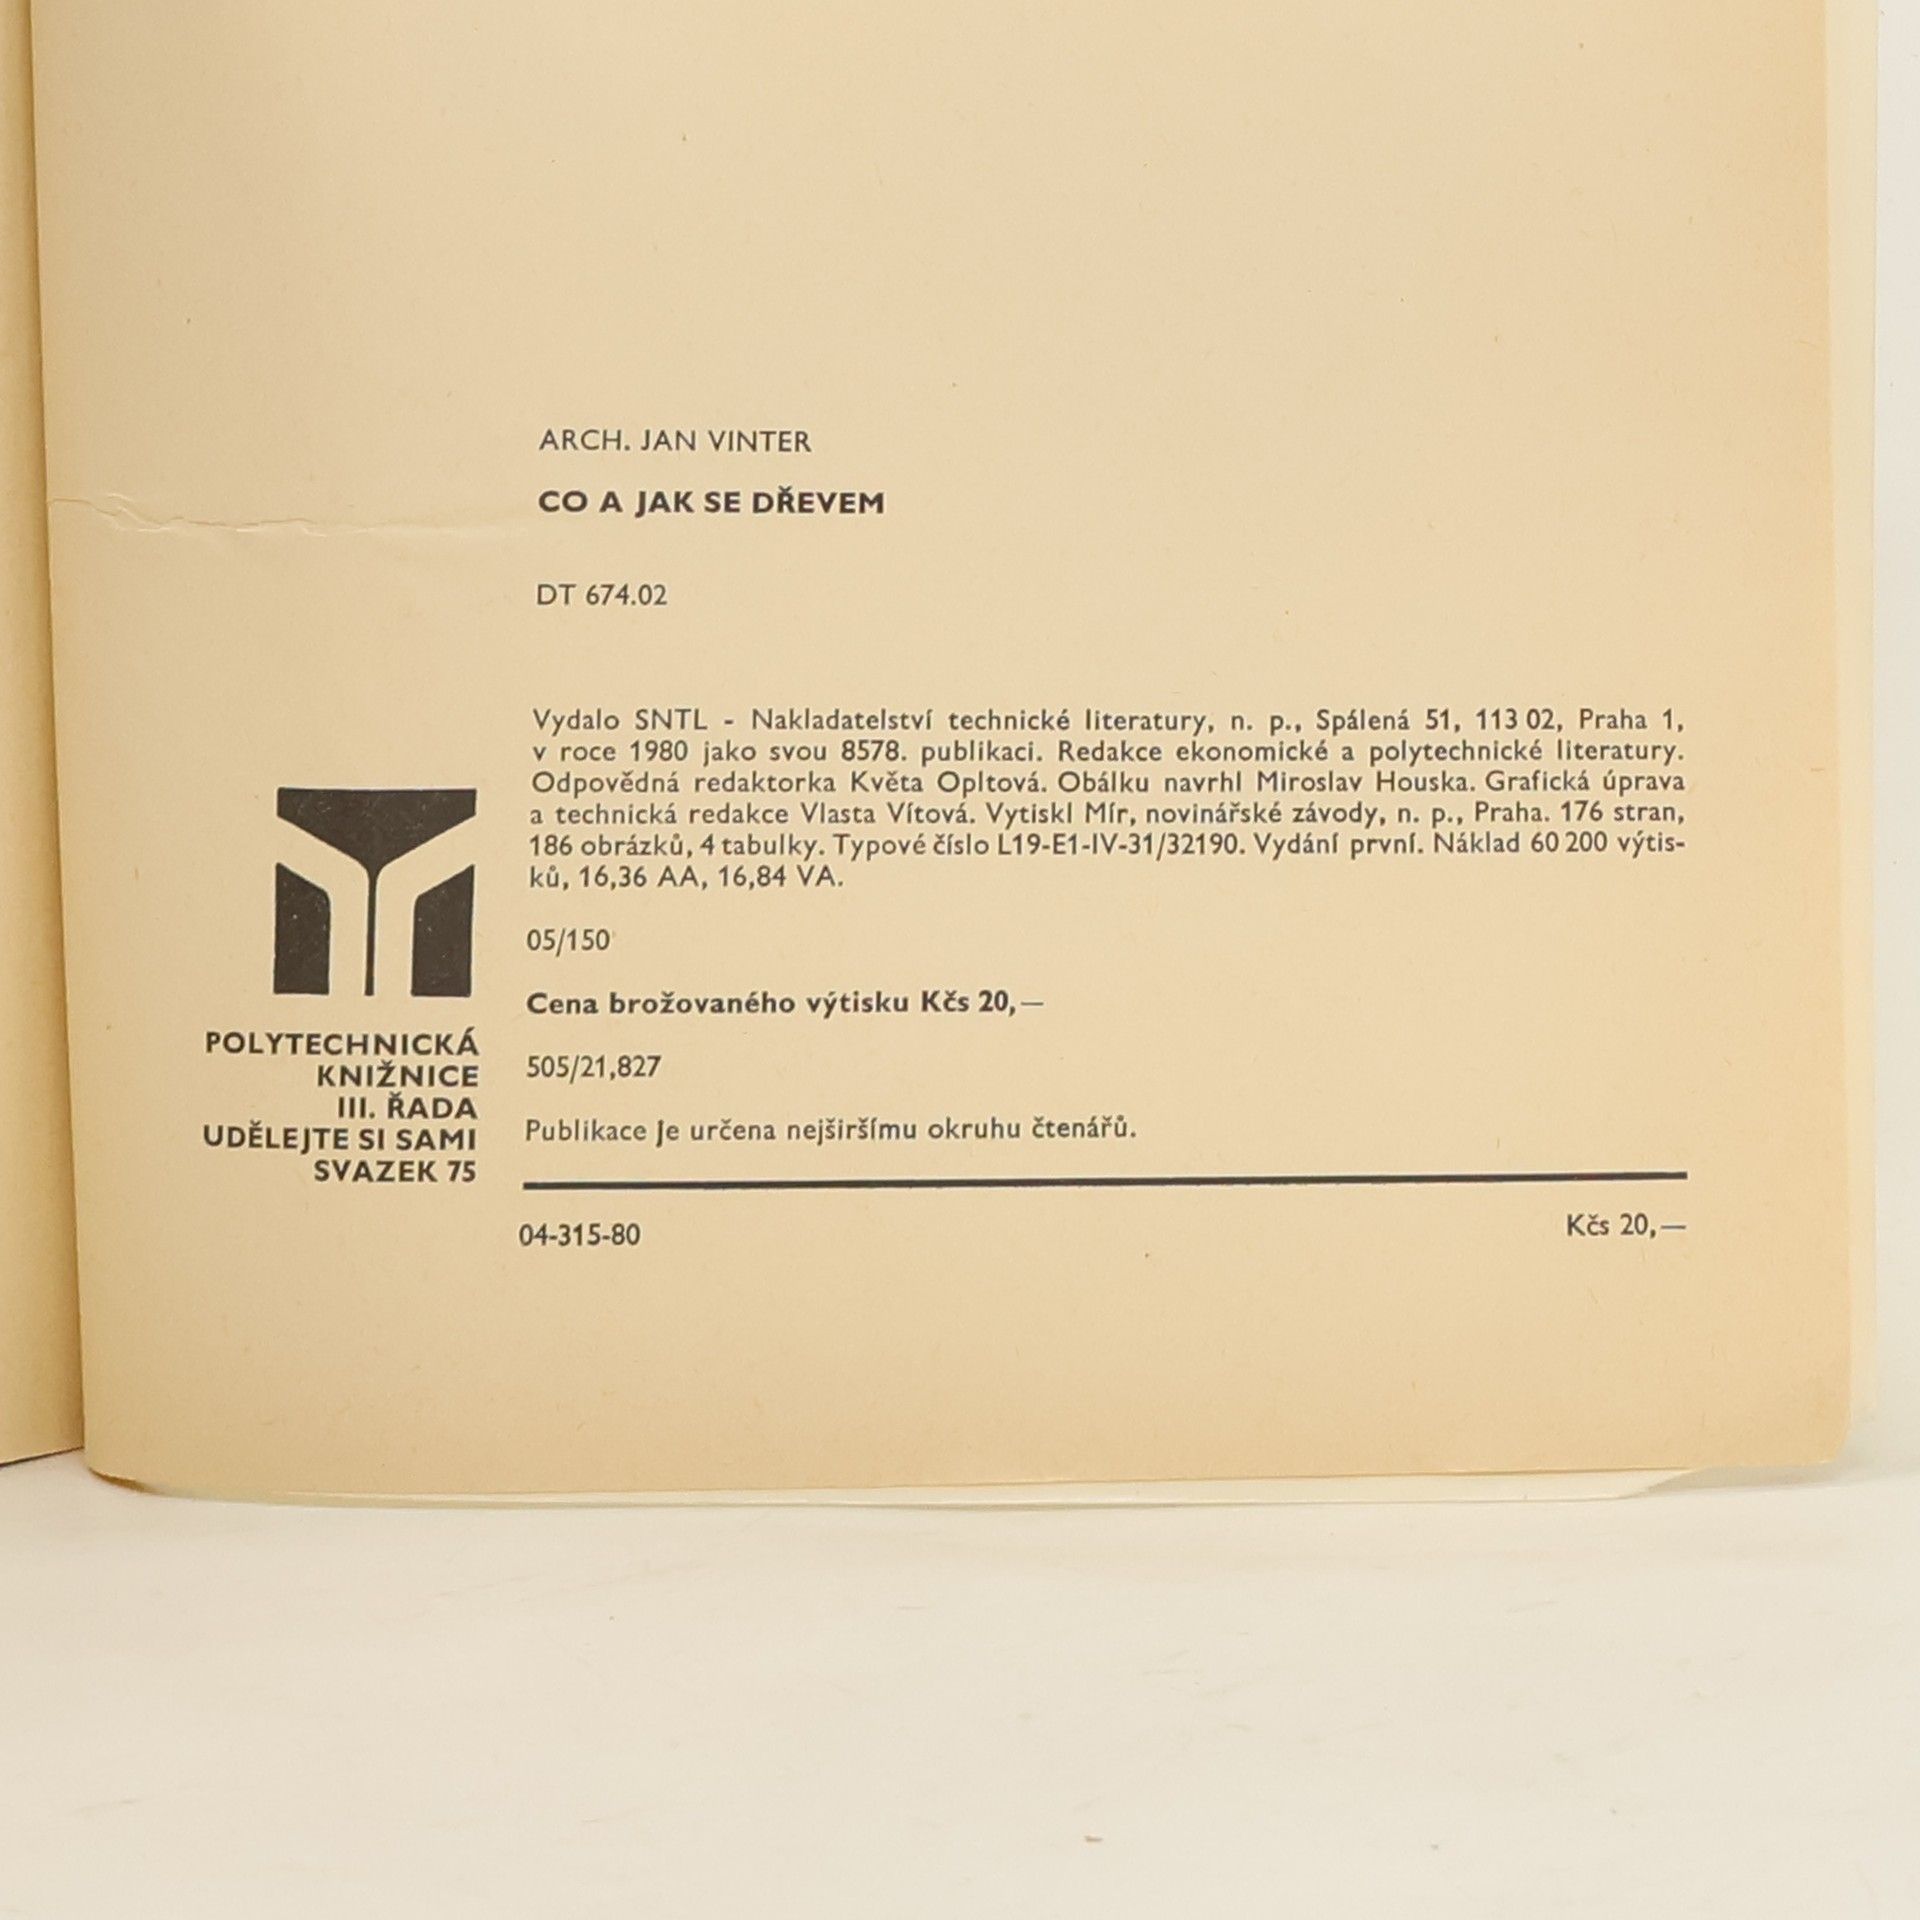 ARCH. JAN VINTER
CO A JAK SE DŘEVEM
DT 674.02
Vydalo SNTL - Nakladatelství technické literatury, n. p., Spálená 51, 113 02, Praha 1,
v roce 1980 jako svou 8578. publikaci. Redakce ekonomické a polytechnické literatury.
Odpovědná redaktorka Květa Opltová. Obálku navrhl Miroslav Houska. Grafická úprava
a technická redakce Vlasta Vítová. Vytiskl Mír, novinářské závody, n. p., Praha. 176 stran,
186 obrázků, 4 tabulky. Typové číslo L19-E1-IV-31/32190. Vydání první. Náklad 60 200 výtis-
ků, 16,36 AA, 16,84 VA.
05/150
Cena brožovaného výtisku Kčs 20,—
505/21,827
Publikace je určena nejširšímu okruhu čtenářů.
POLYTECHNICKÁ
KNIŽNICE
III. ŘADA
UDĚLEJTE SI SAMI
SVAZEK 75
04-315-80
Kčs 20,—